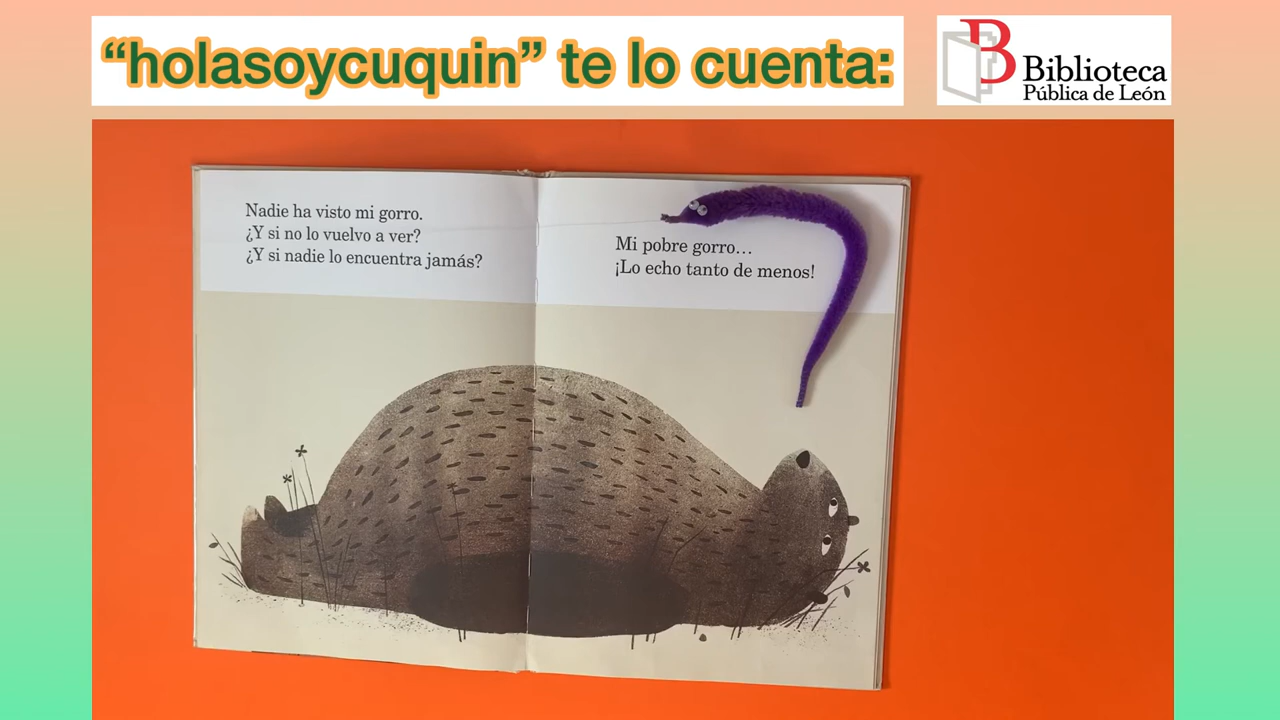 “holasoycuquin” te lo cuenta:
B
Biblioteca
Pública de León
Nadie ha visto mi gorro.
¿Y si no lo vuelvo a ver?
¿Y si nadie lo encuentra jamás?
Mi pobre gorro…
¡Lo echo tanto de menos!